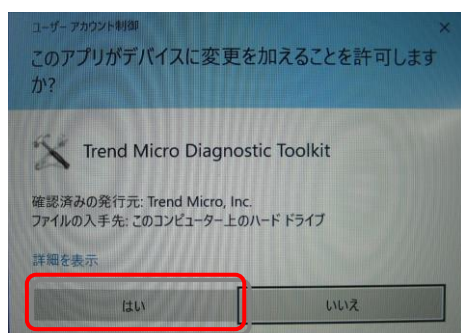 ユーザー アカウント制御
このアプリがデバイスに変更を加えることを許可します
か?
Trend Micro Diagnostic Toolkit
確認済みの発行元: Trend Micro, Inc.
ファイルの入手先: このコンピューター上のハード ドライブ
詳細を表示
はい
いいえ